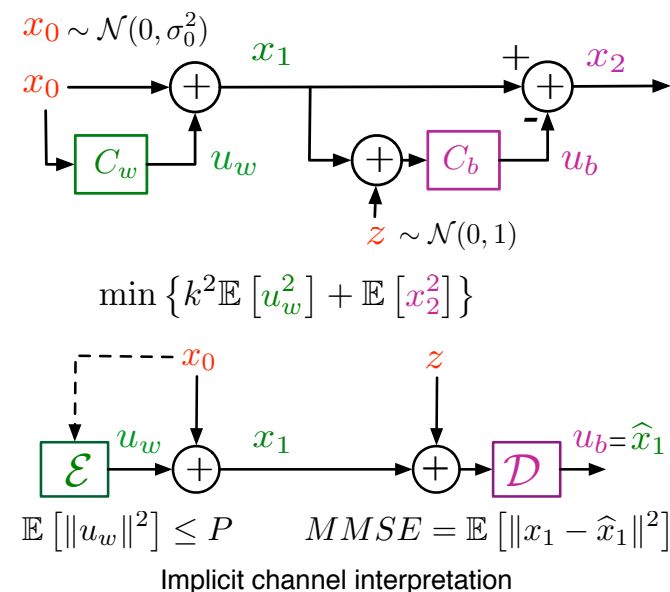 x_0 ∼ 𝒩(0, σ_0^2)
x_0 + x_1 + + x_2
-
C_w u_w + C_b u_b
z ∼ 𝒩(0, 1)
min {k^2 𝔼 [u_w^2] + 𝔼 [x_2^2]}
x_0 z
ℰ u_w + x_1 + 𝒟 u_b = x̂_1
𝔼 [‖u_w‖^2] ≤ P MMSE = 𝔼 [‖x_1 − x̂_1‖^2]
Implicit channel interpretation